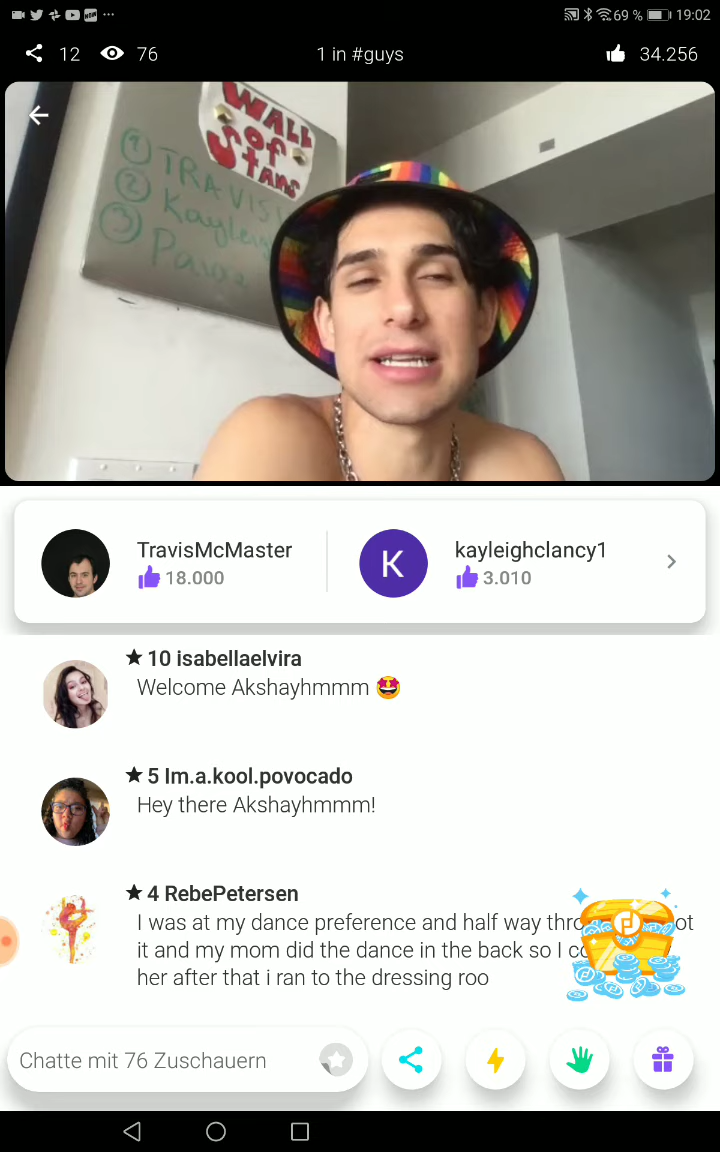 69 % 19:02
12 76 1 in #guys 34.256
WALL
OF
STANS
① TRAVIS
② Kayleig
③
TravisMcMaster
18.000
K
kayleighclancy1
3.010
★ 10 isabellaelvira
Welcome Akshayhmmm 🤩
★ 5 Im.a.kool.povocado
Hey there Akshayhmmm!
★ 4 RebePetersen
I was at my dance preference and half way
it and my mom did the dance in the back so I
her after that i ran to the dressing roo
Chatte mit 76 Zuschauern